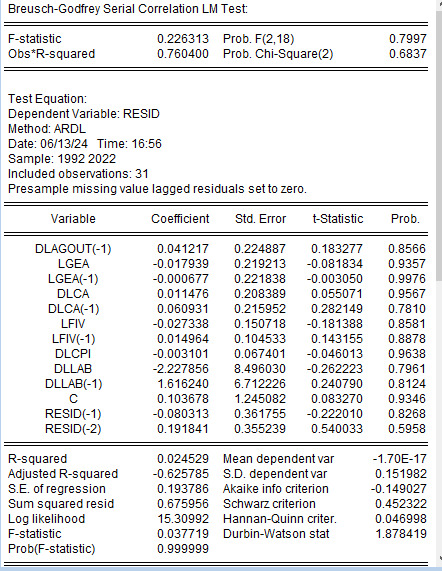 Breusch-Godfrey Serial Correlation LM Test:
F-statistic 0.226313 Prob. F(2,18) 0.7997
Obs*R-squared 0.760400 Prob. Chi-Square(2) 0.6837
Test Equation:
Dependent Variable: RESID
Method: ARDL
Date: 06/13/24 Time: 16:56
Sample: 1992 2022
Included observations: 31
Presample missing value lagged residuals set to zero.
Variable Coefficient Std. Error t-Statistic Prob.
DLAGOUT(-1) 0.041217 0.224887 0.183277 0.8566
LGEA -0.017939 0.219213 -0.081834 0.9357
LGEA(-1) -0.000677 0.221838 -0.003050 0.9976
DLCA 0.011476 0.208389 0.055071 0.9567
DLCA(-1) 0.060931 0.215952 0.282149 0.7810
LFIV -0.027338 0.150718 -0.181388 0.8581
LFIV(-1) 0.014964 0.104533 0.143155 0.8878
DLCPI -0.003101 0.067401 -0.046013 0.9638
DLLAB -2.227856 8.496030 -0.262223 0.7961
DLLAB(-1) 1.616240 6.712226 0.240790 0.8124
C 0.103678 1.245082 0.083270 0.9346
RESID(-1) -0.080313 0.361755 -0.222010 0.8268
RESID(-2) 0.191841 0.355239 0.540033 0.5958
R-squared 0.024529 Mean dependent var -1.70E-17
Adjusted R-squared -0.625785 S.D. dependent var 0.151982
S.E. of regression 0.193786 Akaike info criterion -0.149027
Sum squared resid 0.675956 Schwarz criterion 0.452322
Log likelihood 15.30992 Hannan-Quinn criter. 0.046998
F-statistic 0.037719 Durbin-Watson stat 1.878419
Prob(F-statistic) 0.999999